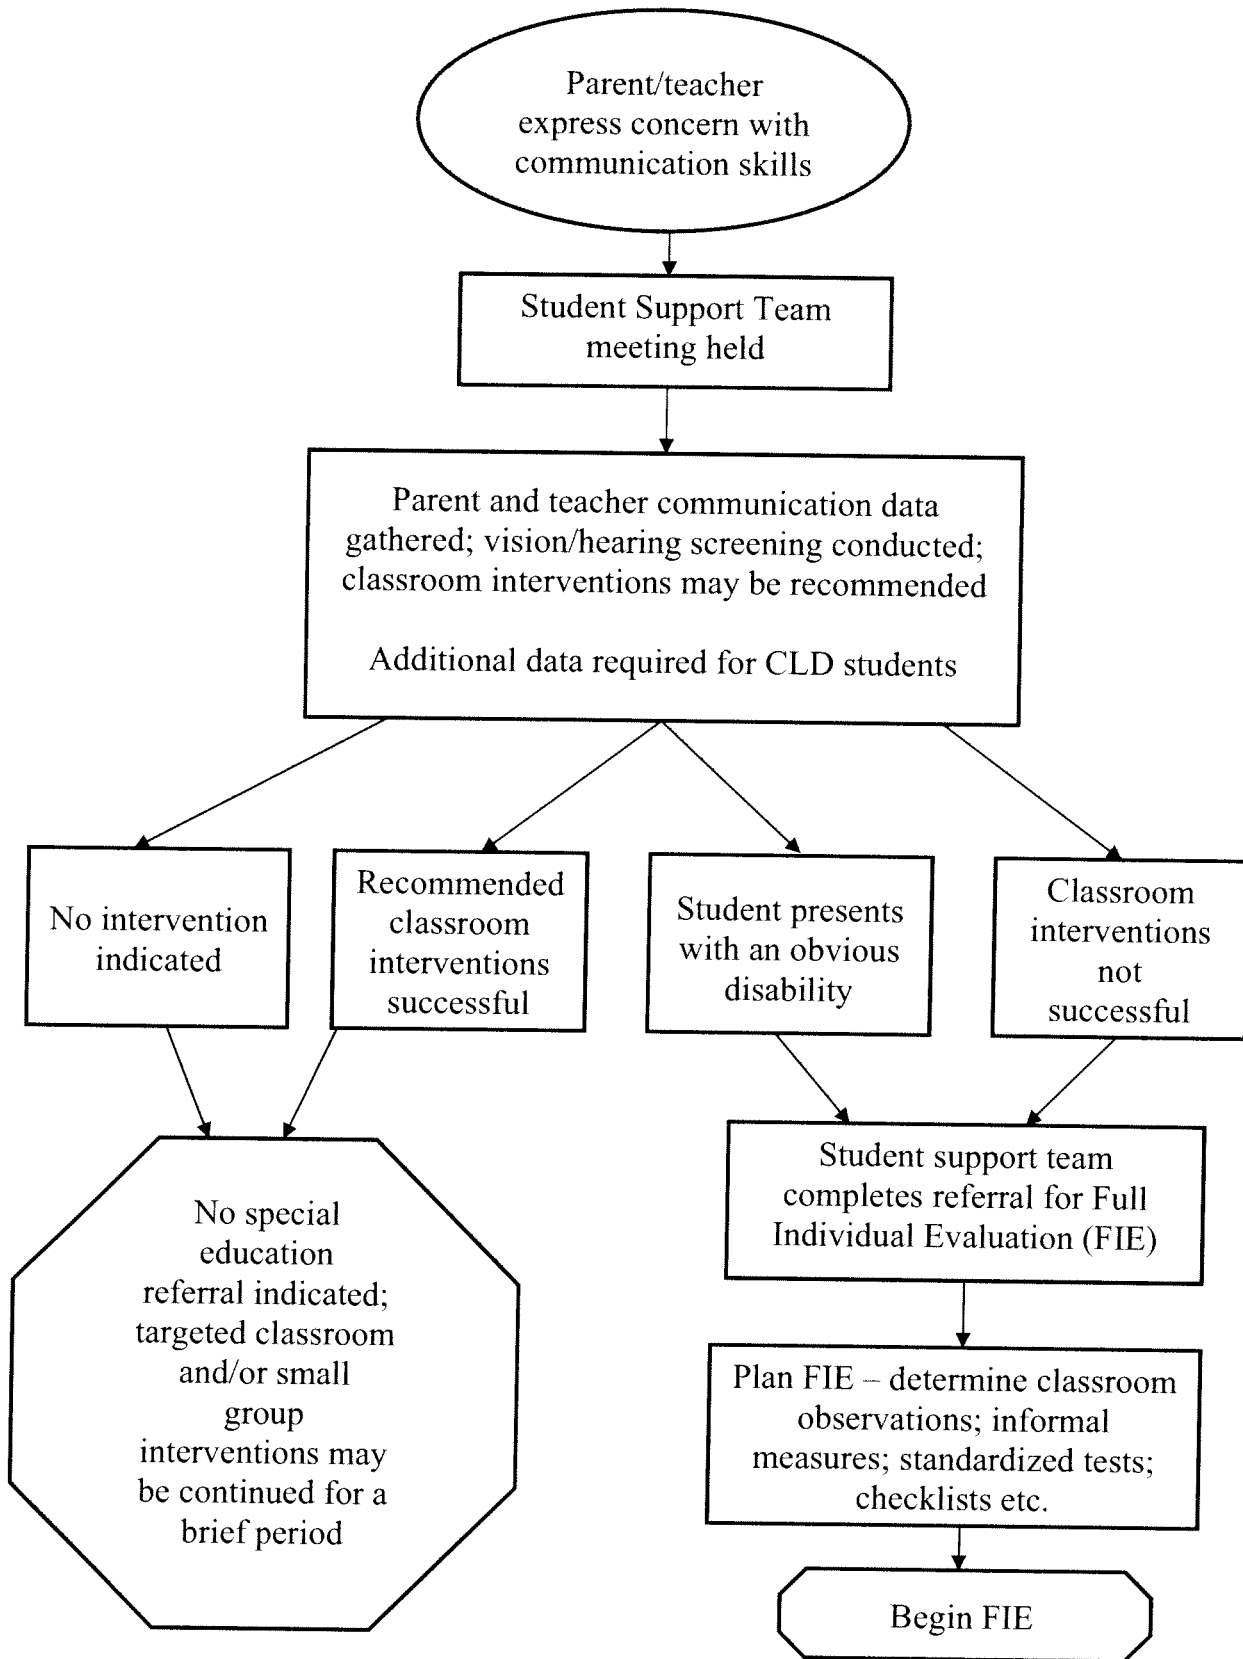 Parent/teacher
express concern with
communication skills
Student Support Team
meeting held
Parent and teacher communication data
gathered; vision/hearing screening conducted;
classroom interventions may be recommended
Additional data required for CLD students
No intervention
indicated
Recommended
classroom
interventions
successful
Student presents
with an obvious
disability
Classroom
interventions
not
successful
No special
education
referral indicated;
targeted classroom
and/or small
group
interventions may
be continued for a
brief period
Student support team
completes referral for Full
Individual Evaluation (FIE)
Plan FIE – determine classroom
observations; informal
measures; standardized tests;
checklists etc.
Begin FIE